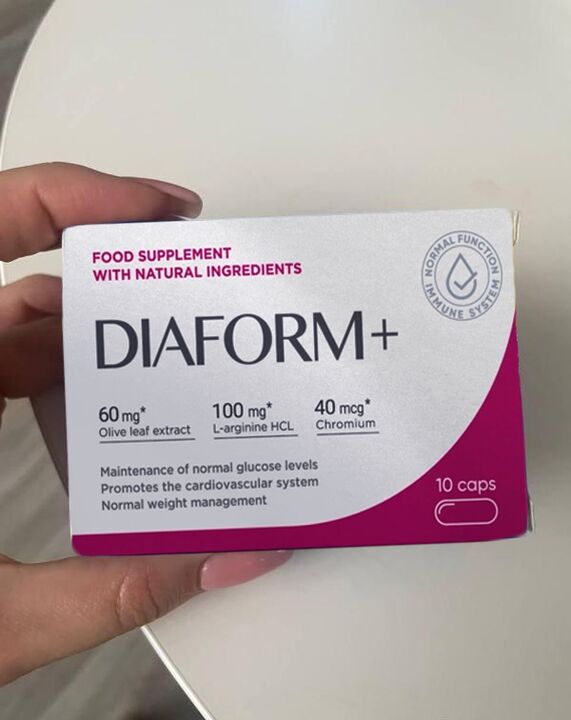 FOOD SUPPLEMENT
WITH NATURAL INGREDIENTS
NORMAL FUNCTION
IMMUNE SYSTEM
DIAFORM+
60 mg*
Olive leaf extract
100 mg*
L-arginine HCL
40 mcg*
Chromium
Maintenance of normal glucose levels
Promotes the cardiovascular system
Normal weight management
10 caps